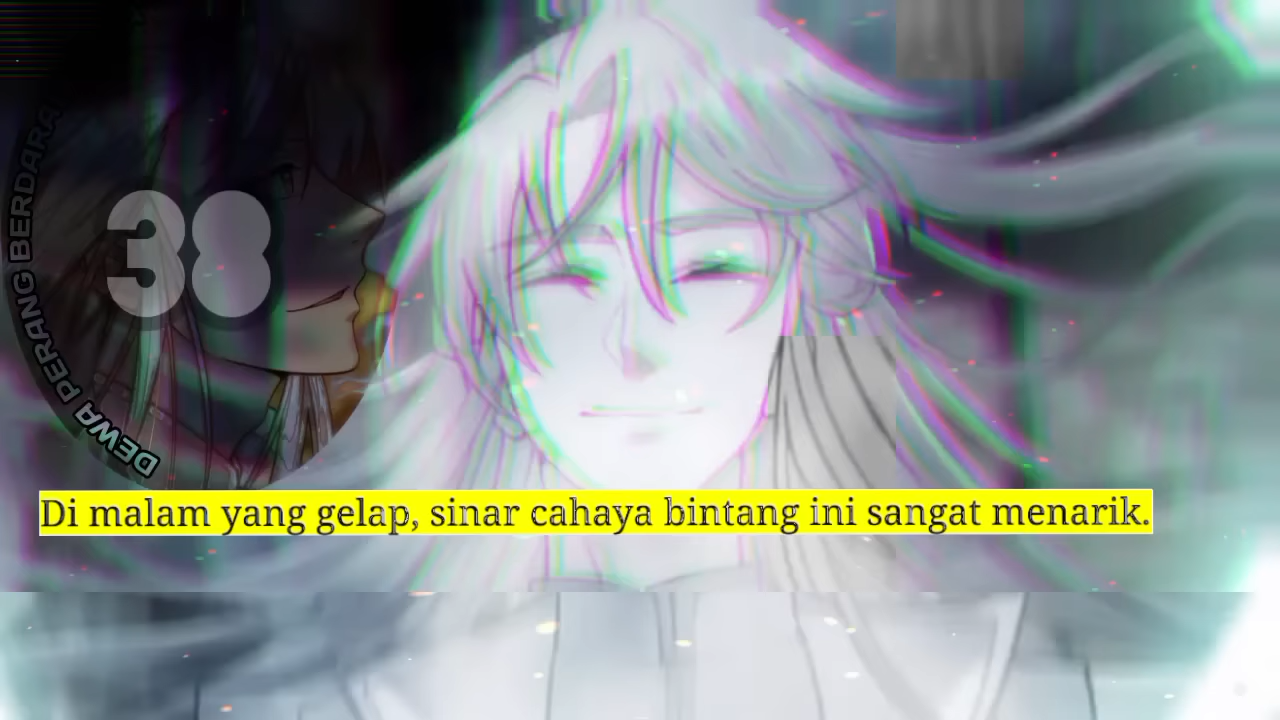 DEWA PERANG BERDARA
38
Di malam yang gelap, sinar cahaya bintang ini sangat menarik.